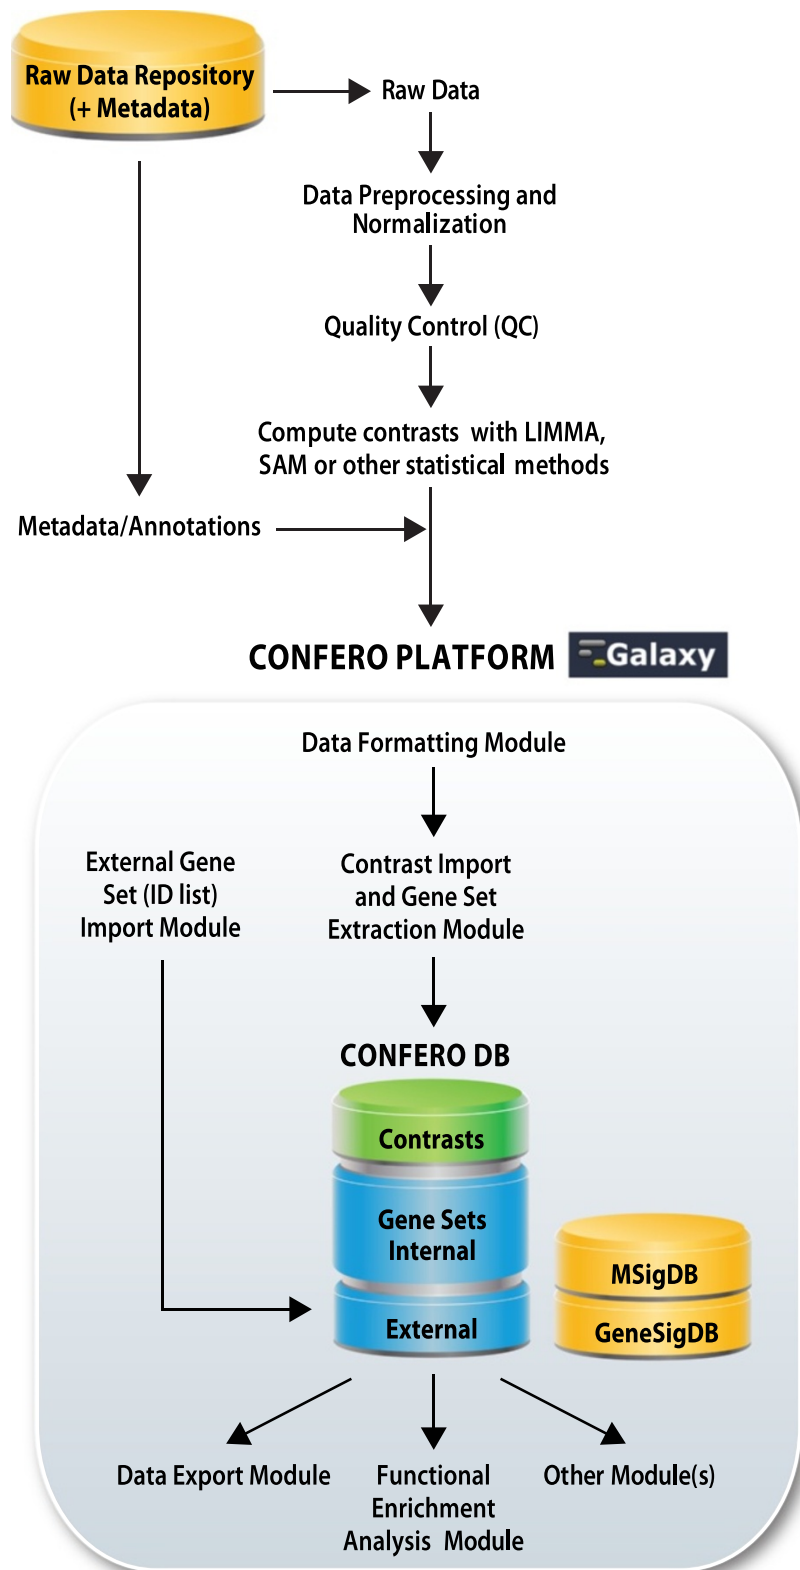 Raw Data Repository
(+ Metadata)
Raw Data
Data Preprocessing and
Normalization
Quality Control (QC)
Compute contrasts with LIMMA,
SAM or other statistical methods
Metadata/Annotations
CONFERO PLATFORM
Galaxy
Data Formatting Module
External Gene
Set (ID list)
Import Module
Contrast Import
and Gene Set
Extraction Module
CONFERO DB
Contrasts
Gene Sets
Internal
External
MSigDB
GeneSigDB
Data Export Module
Functional
Enrichment
Analysis Module
Other Module(s)